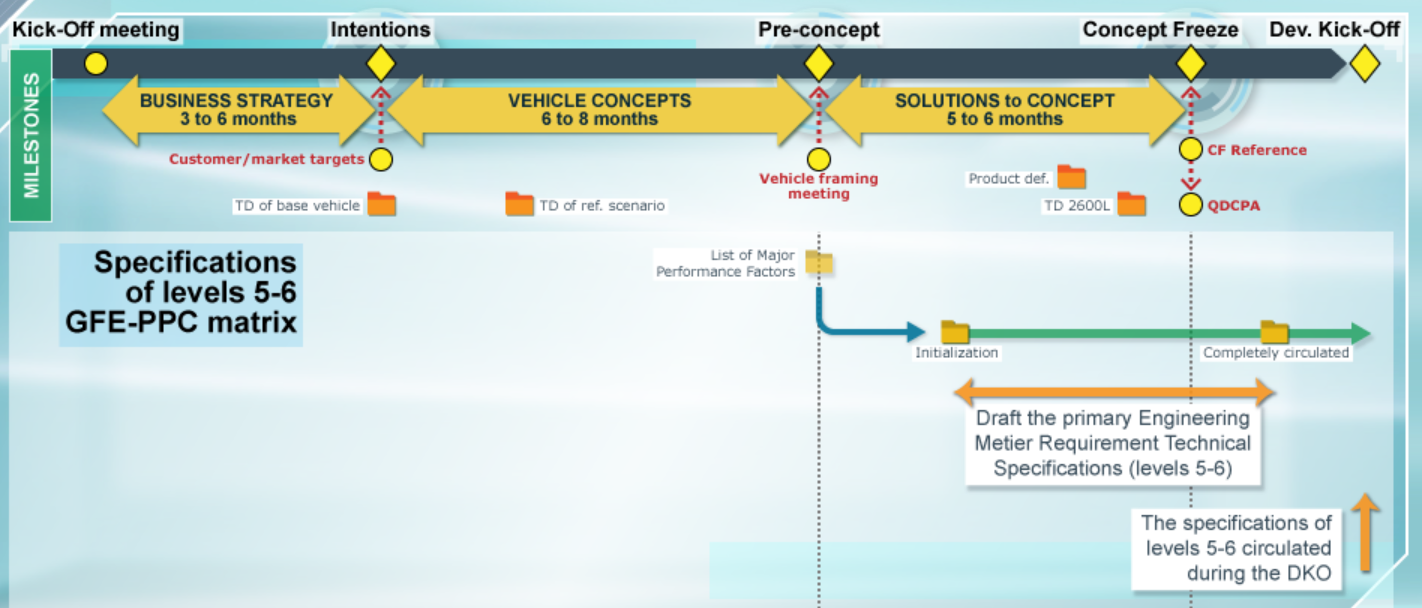 Kick-Off meeting
Intentions
Pre-concept
Concept Freeze
Dev. Kick-Off
MILESTONES
BUSINESS STRATEGY
3 to 6 months
VEHICLE CONCEPTS
6 to 8 months
SOLUTIONS to CONCEPT
5 to 6 months
Customer/market targets
Vehicle framing
meeting
CF Reference
Product def.
TD of base vehicle
TD of ref. scenario
TD 2600L
QDCPA
Specifications
of levels 5-6
GFE-PPC matrix
List of Major
Performance Factors
Initialization
Completely circulated
Draft the primary Engineering
Metier Requirement Technical
Specifications (levels 5-6)
The specifications of
levels 5-6 circulated
during the DKO